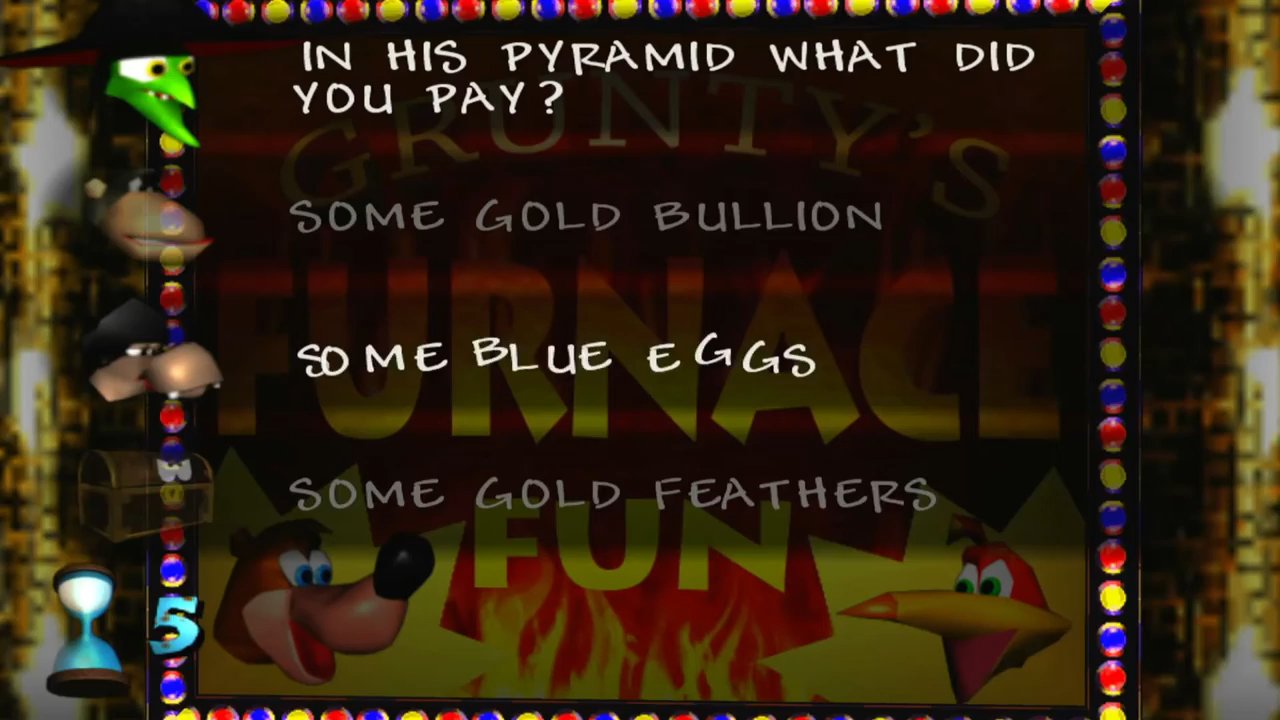 IN HIS PYRAMID WHAT DID
YOU PAY?
GRUNTY'S
SOME GOLD BULLION
FURNACE
SOME BLUE EGGS
SOME GOLD FEATHERS
FUN
5